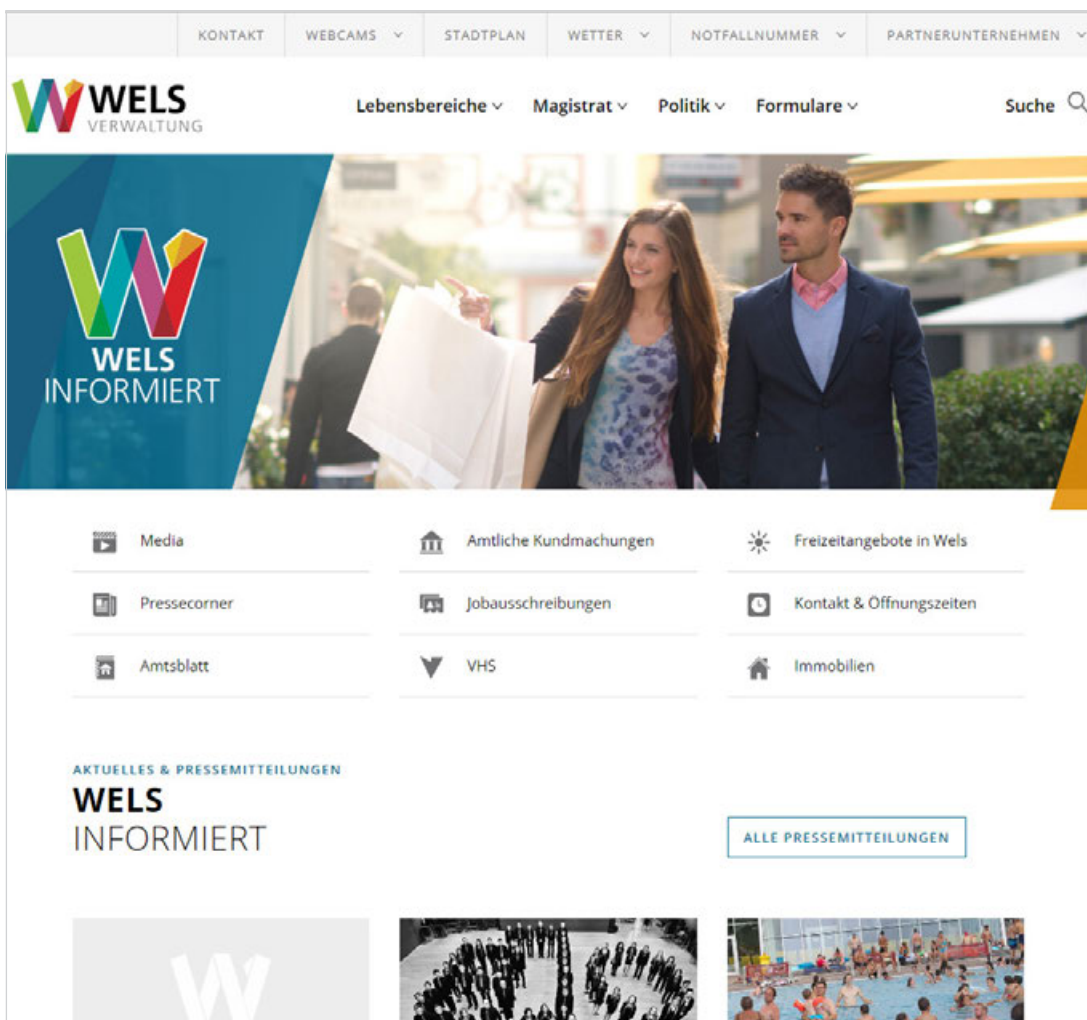 KONTAKT
WEBCAMS
STADTPLAN
WETTER
NOTFALLNUMMER
PARTNERUNTERNEHMEN
WELS
VERWALTUNG
Lebensbereiche
Magistrat
Politik
Formulare
Suche
WELS
INFORMIERT
Media
Amtliche Kundmachungen
Freizeitangebote in Wels
Pressecorner
Jobausschreibungen
Kontakt & Öffnungszeiten
Amtsblatt
VHS
Immobilien
AKTUELLES & PRESSEMITTEILUNGEN
WELS
INFORMIERT
ALLE PRESSEMITTEILUNGEN